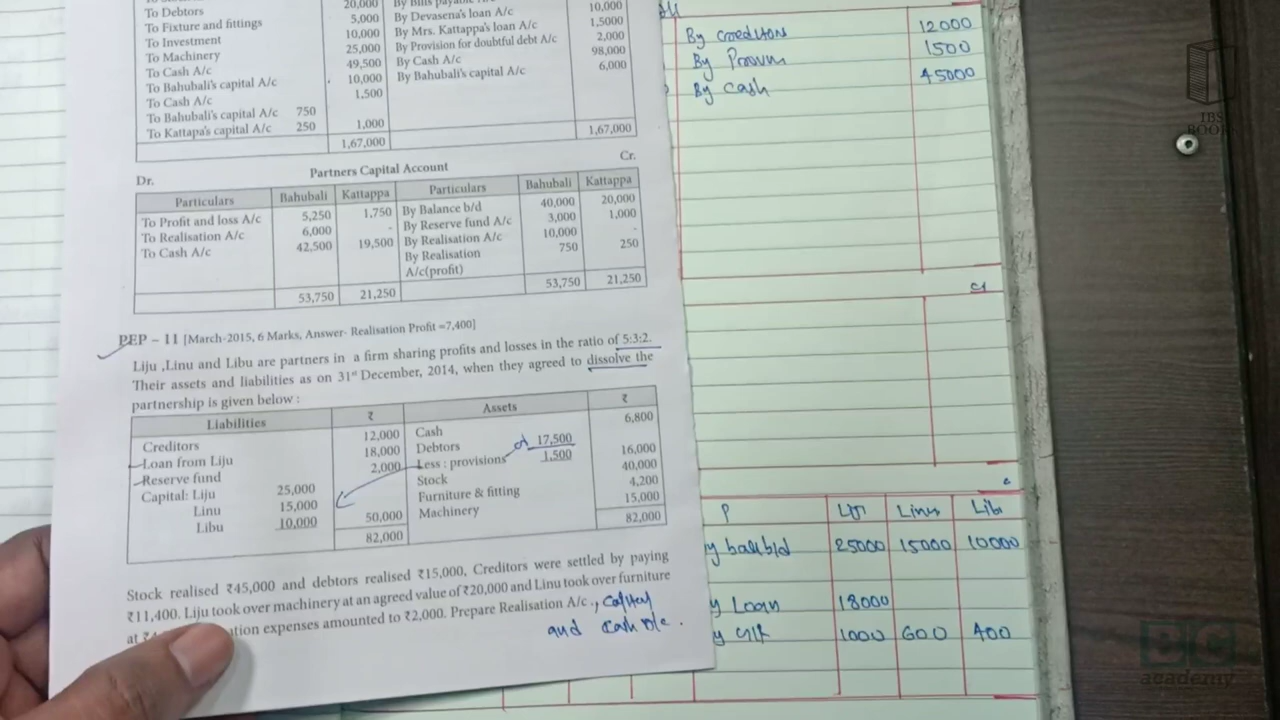 To Debtors 20,000 By Bills payable A/c 10,000
To Fixture and fittings 5,000 By Devasena's loan A/c 1,5000
To Investment 10,000 By Mrs. Kattappa's loan A/c 2,000
To Machinery 25,000 By Provision for doubtful debt A/c 98,000
To Cash A/c 49,500 By Cash A/c 6,000
To Bahubali's capital A/c 10,000 By Bahubali's capital A/c
To Cash A/c 1,500
To Bahubali's capital A/c 750
To Kattapa's capital A/c 250 1,000
1,67,000 1,67,000
Dr. Partners Capital Account Cr.
Particulars Bahubali Kattappa Particulars Bahubali Kattappa
To Profit and loss A/c 5,250 1,750 By Balance b/d 40,000 20,000
To Realisation A/c 6,000 - By Reserve fund A/c 3,000 1,000
To Cash A/c 42,500 19,500 By Realisation A/c 10,000 -
By Realisation 750 250
A/c(profit)
53,750 21,250 53,750 21,250
PEP – 11 [March-2015, 6 Marks, Answer- Realisation Profit =7,400]
Liju ,Linu and Libu are partners in a firm sharing profits and losses in the ratio of 5:3:2.
Their assets and liabilities as on 31st December, 2014, when they agreed to dissolve the
partnership is given below :
Liabilities ₹ Assets ₹
Creditors 12,000 Cash 6,800
Loan from Liju 18,000 Debtors 17,500
Reserve fund 2,000 Less : provisions 1,500 16,000
Capital: Liju 25,000 Stock 40,000
Linu 15,000 Furniture & fitting 4,200
Libu 10,000 50,000 Machinery 15,000
82,000 82,000
Stock realised ₹45,000 and debtors realised ₹15,000, Creditors were settled by paying
₹11,400. Liju took over machinery at an agreed value of ₹20,000 and Linu took over furniture
at ation expenses amounted to ₹2,000. Prepare Realisation A/c., capital
and cash
By creditors 12000
By Provn 1500
By cash 45000
Cr
P Liju Linu Lib
y balb/d 25000 15000 10000
y Loan 18000
y 1000 600 400
IBS
BOOK
BCL
academy